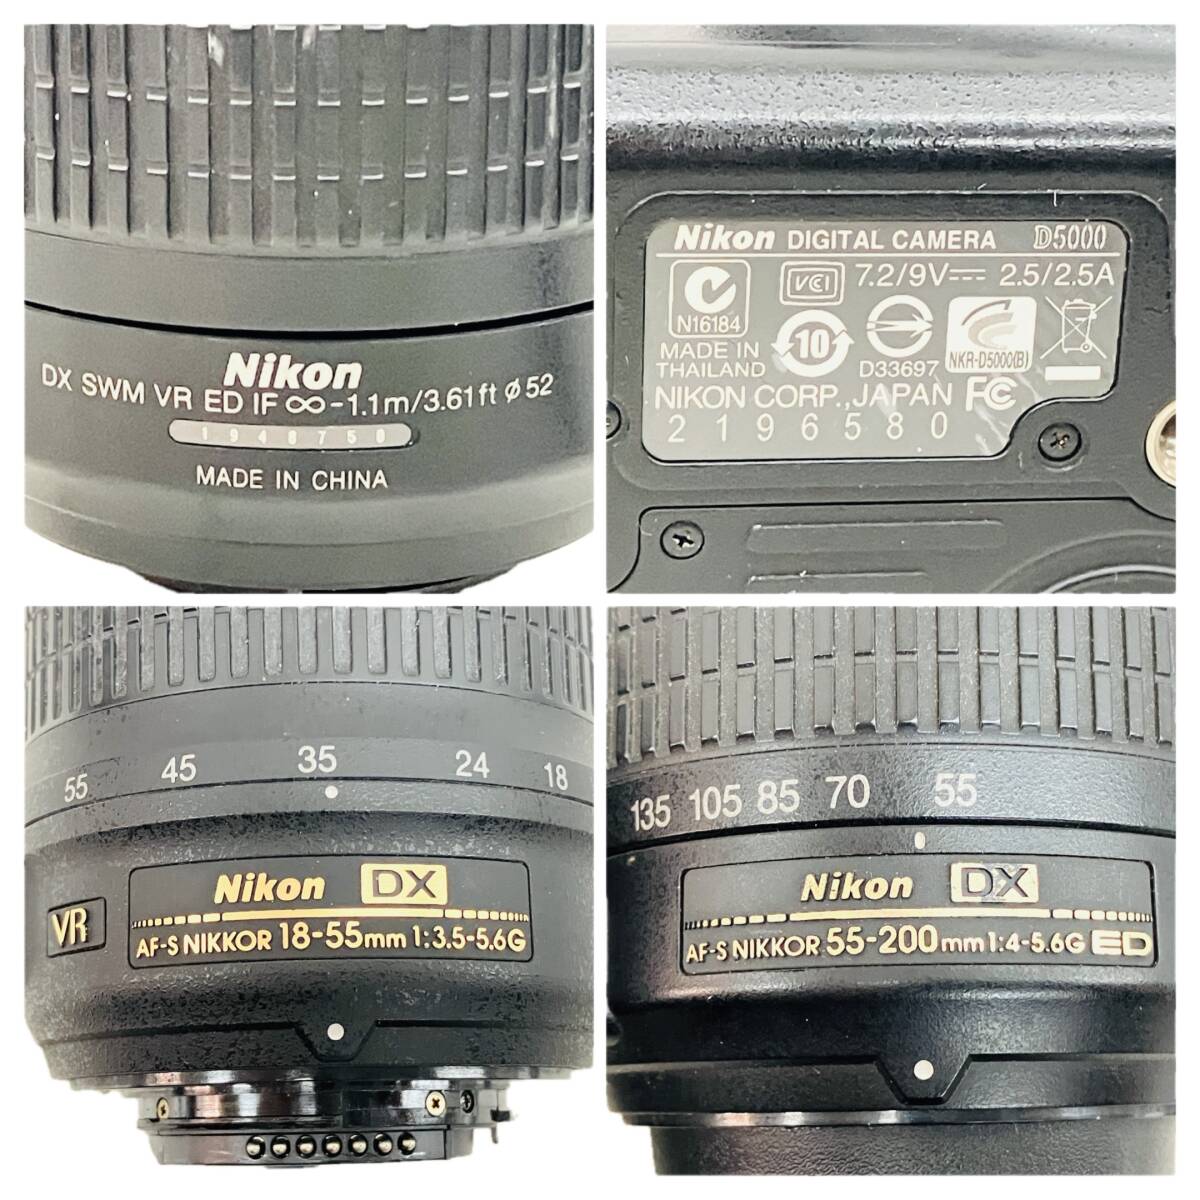 Nikon
DX SWM VR ED IF ∞-1.1m/3.61ft ø52
MADE IN CHINA
Nikon DIGITAL CAMERA D5000
VCI 7.2/9V⎓ 2.5/2.5A
N16184
10
MADE IN
THAILAND
D33697
NKR-D5000(B)
NIKON CORP.,JAPAN FC
2196580
55 45 35 24 18
VR
Nikon DX
AF-S NIKKOR 18-55mm 1:3.5-5.6G
135 105 85 70 55
Nikon DX
AF-S NIKKOR 55-200mm 1:4-5.6G ED